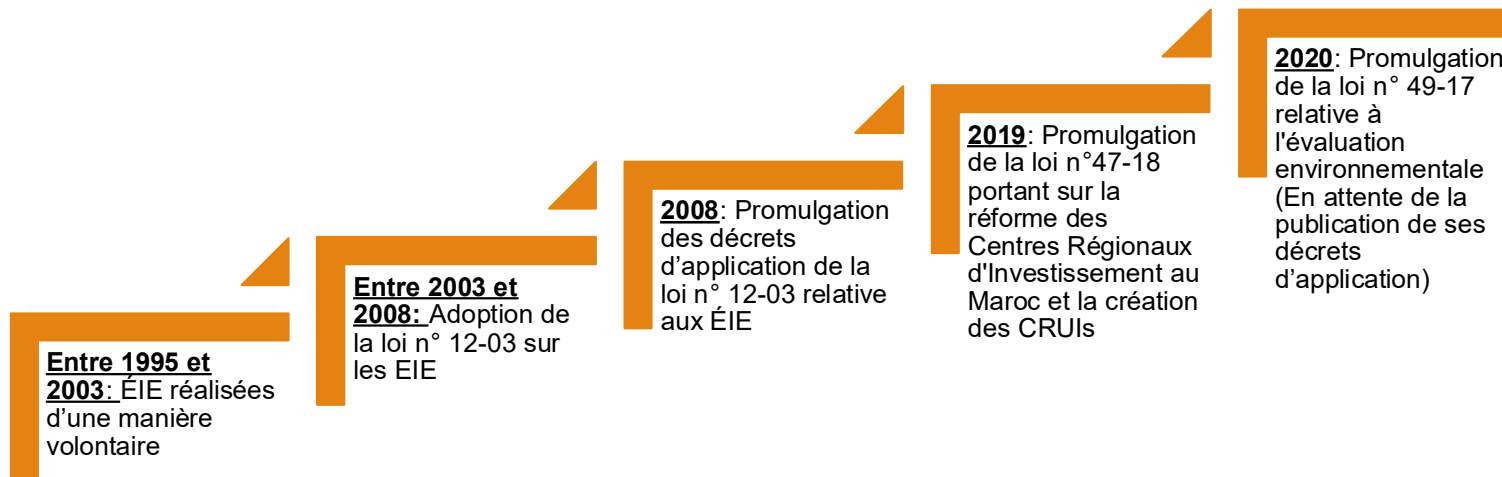 Entre 1995 et
2003: ÉIE réalisées
d’une manière
volontaire
Entre 2003 et
2008: Adoption de
la loi n° 12-03 sur
les EIE
2008: Promulgation
des décrets
d’application de la
loi n° 12-03 relative
aux ÉIE
2019: Promulgation
de la loi n°47-18
portant sur la
réforme des
Centres Régionaux
d'Investissement au
Maroc et la création
des CRUIs
2020: Promulgation
de la loi n° 49-17
relative à
l'évaluation
environnementale
(En attente de la
publication de ses
décrets
d’application)